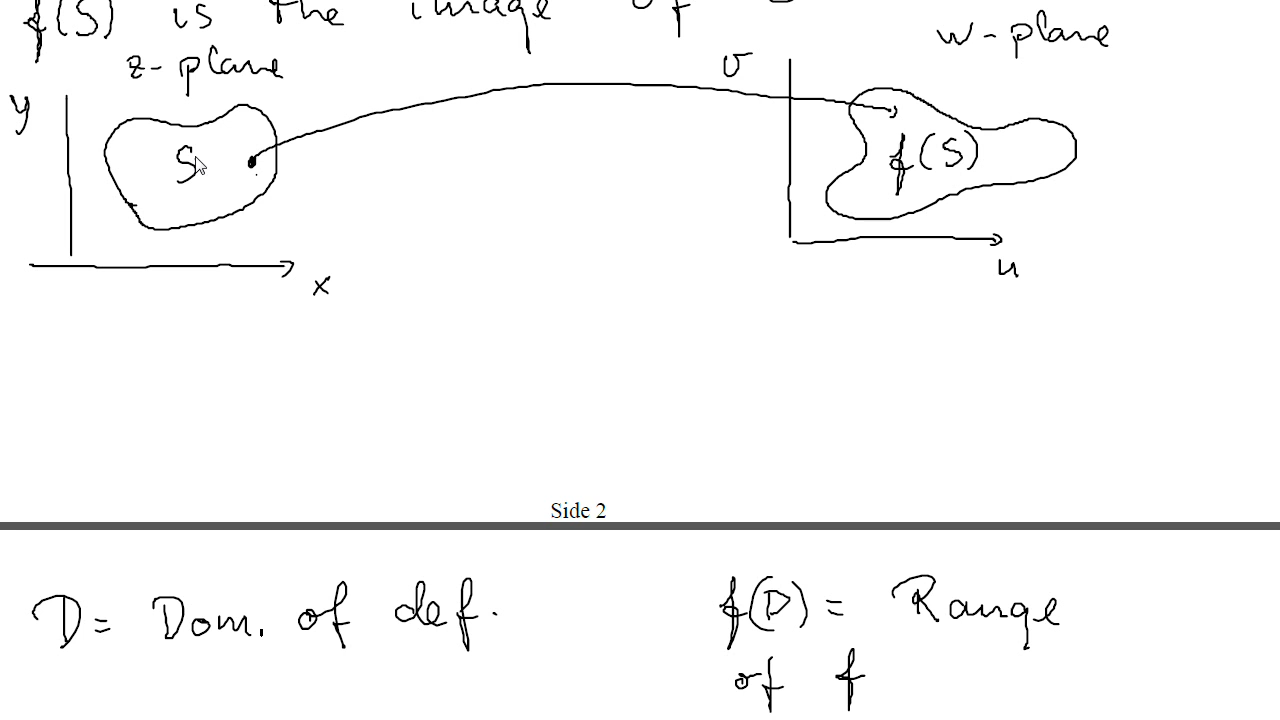 f(S) is the image of S
z-plane
w-plane
y
v
S
f(S)
x
u
Side 2
D = Dom. of def.
f(D) = Range
of f